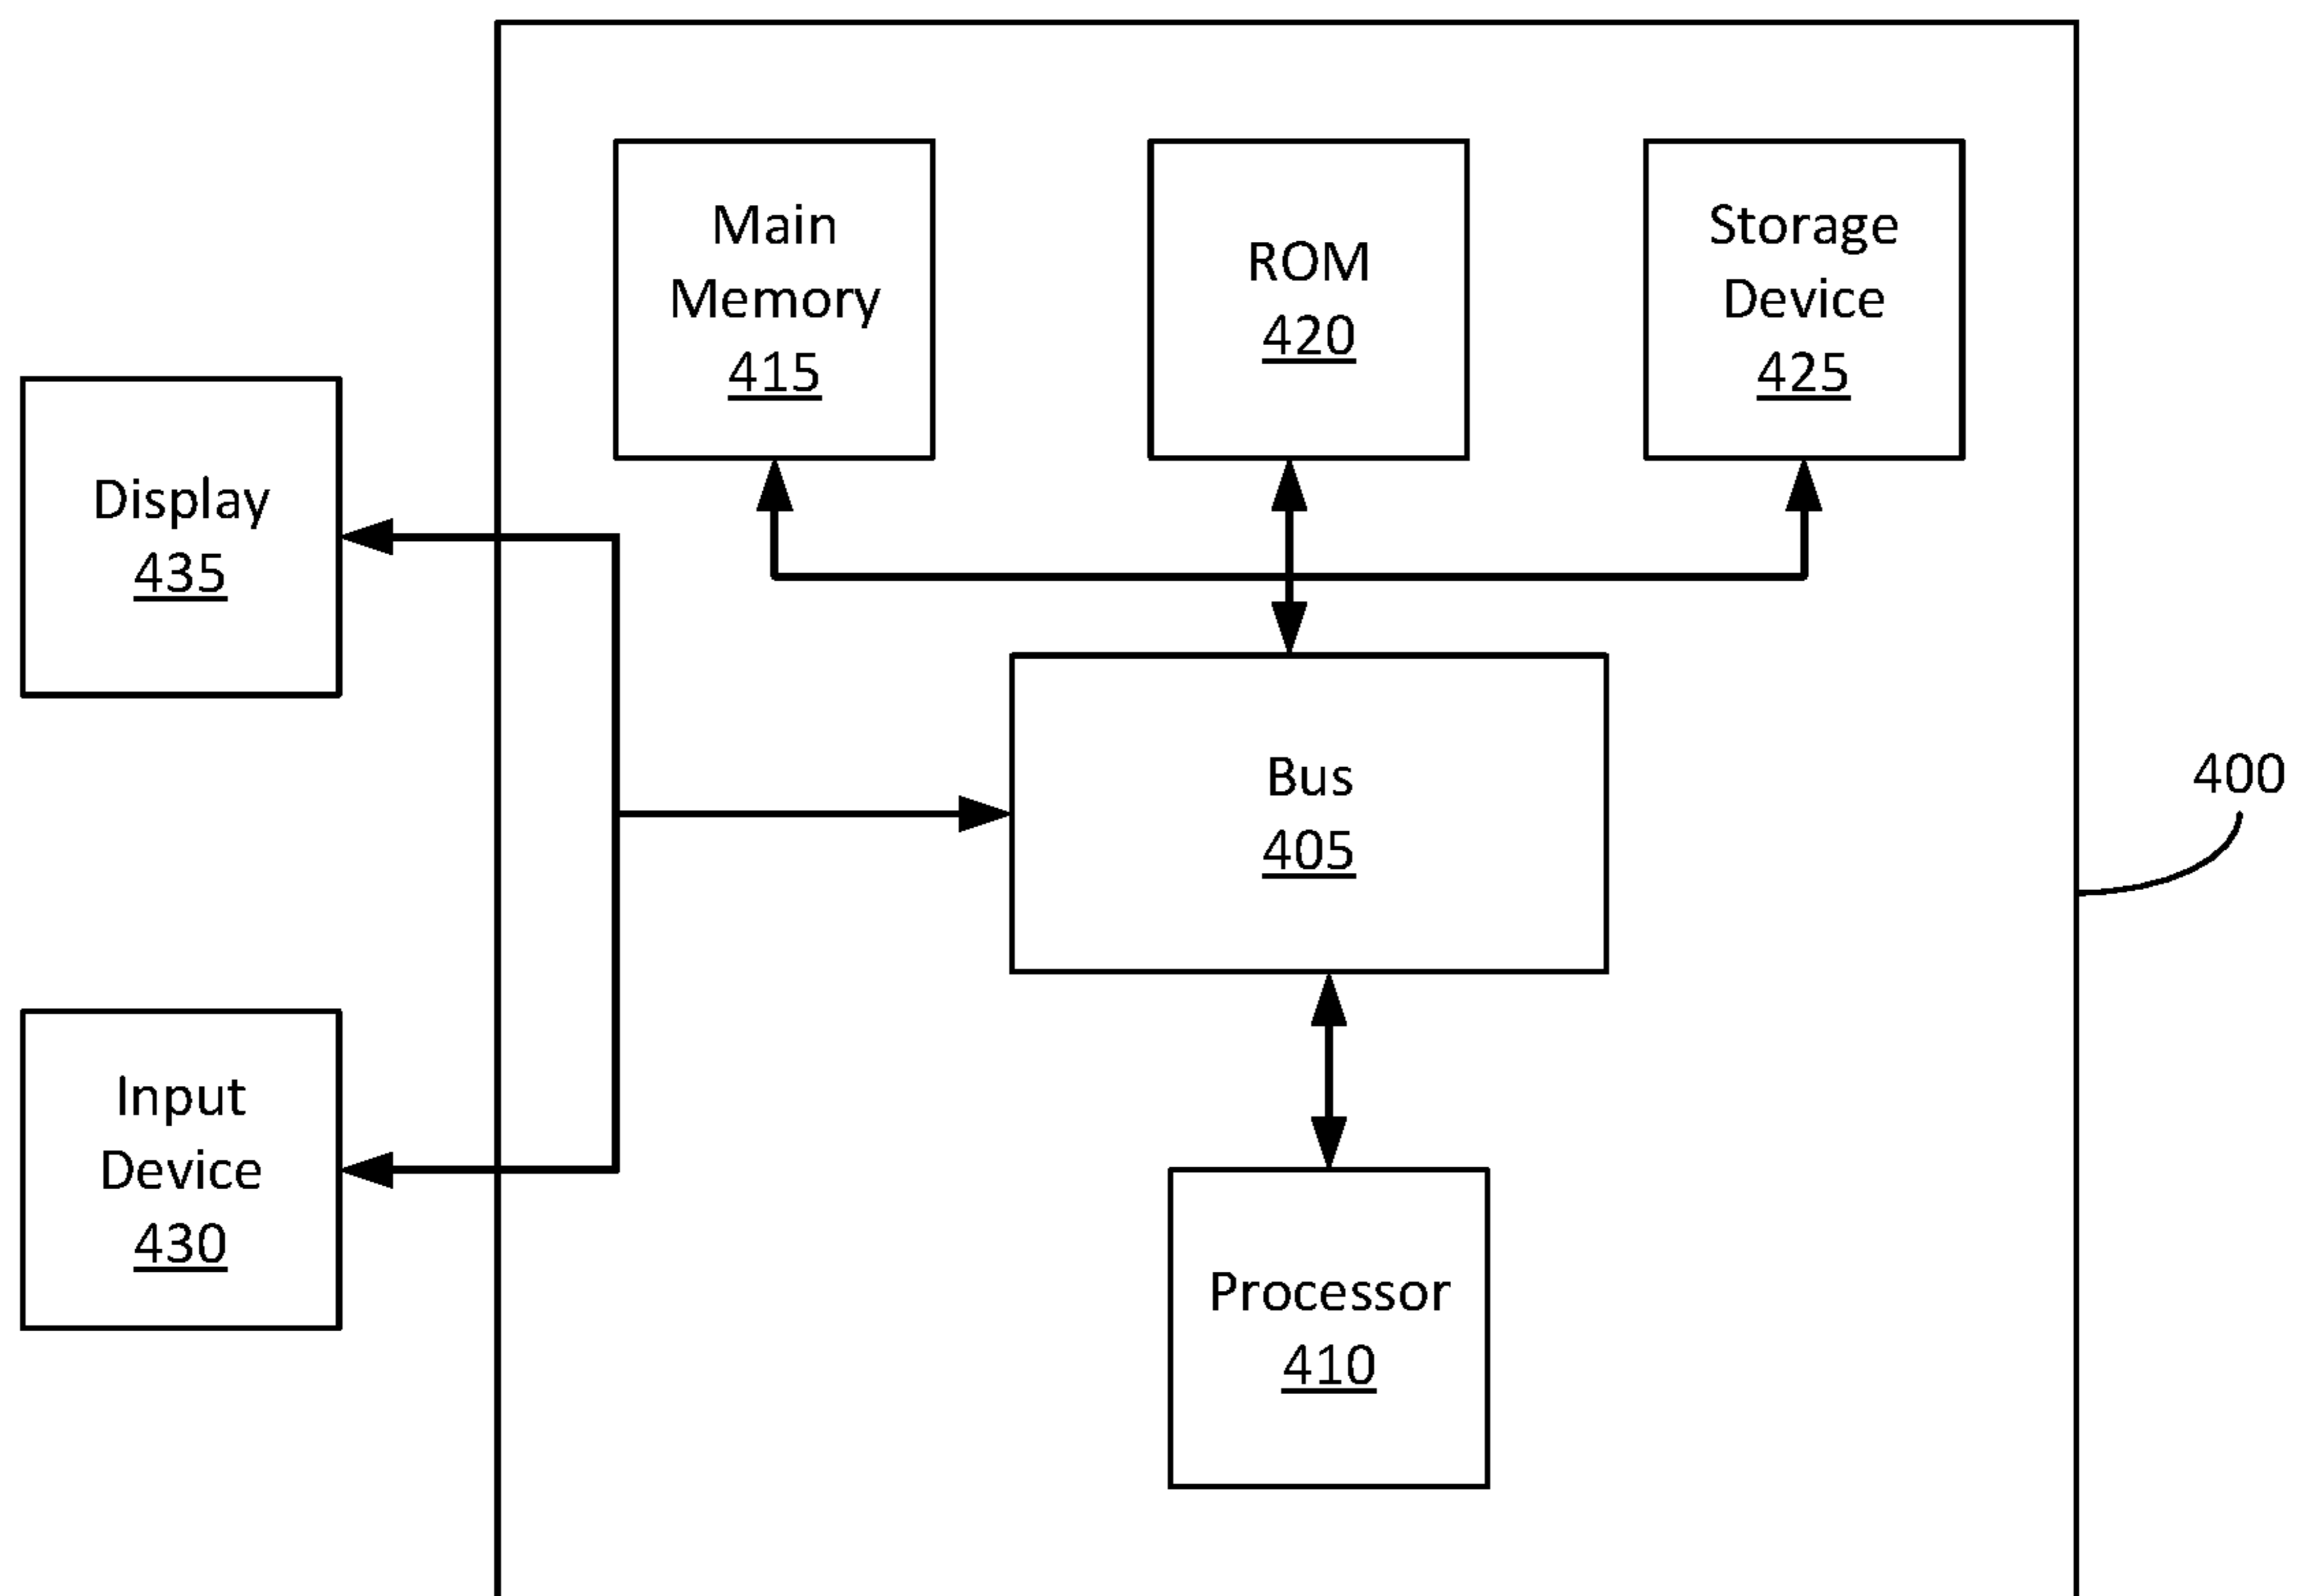 Main
Memory
415
ROM
420
Storage
Device
425
Display
435
Bus
405
400
Input
Device
430
Processor
410